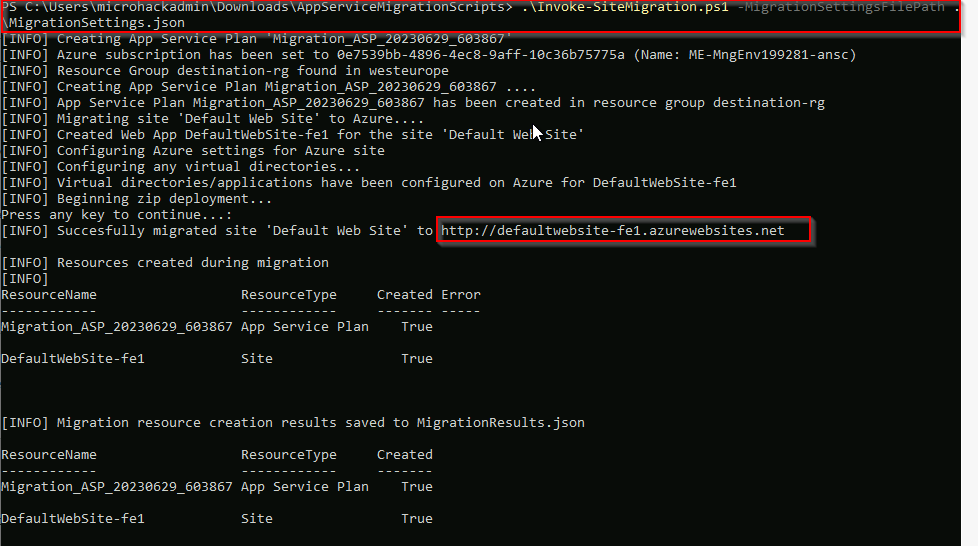 PS C:\Users\microhackadmin\Downloads\AppServiceMigrationScripts> .\Invoke-SiteMigration.ps1 -MigrationSettingsFilePath .
\MigrationSettings.json
[INFO] Creating App Service Plan 'Migration_ASP_20230629_603867'
[INFO] Azure subscription has been set to 0e7539bb-4896-4ec8-9aff-10c36b75775a (Name: ME-MngEnv199281-ansc)
[INFO] Resource Group destination-rg found in westeurope
[INFO] Creating App Service Plan Migration_ASP_20230629_603867 ....
[INFO] App Service Plan Migration_ASP_20230629_603867 has been created in resource group destination-rg
[INFO] Migrating site 'Default Web Site' to Azure....
[INFO] Created Web App DefaultWebSite-fe1 for the site 'Default Web Site'
[INFO] Configuring Azure settings for Azure site
[INFO] Configuring any virtual directories...
[INFO] Virtual directories/applications have been configured on Azure for DefaultWebSite-fe1
[INFO] Beginning zip deployment...
Press any key to continue...:
[INFO] Succesfully migrated site 'Default Web Site' to http://defaultwebsite-fe1.azurewebsites.net
[INFO] Resources created during migration
[INFO]
ResourceName ResourceType Created Error
------------ ------------ ------- -----
Migration_ASP_20230629_603867 App Service Plan True
DefaultWebSite-fe1 Site True
[INFO] Migration resource creation results saved to MigrationResults.json
ResourceName ResourceType Created
------------ ------------ -------
Migration_ASP_20230629_603867 App Service Plan True
DefaultWebSite-fe1 Site True